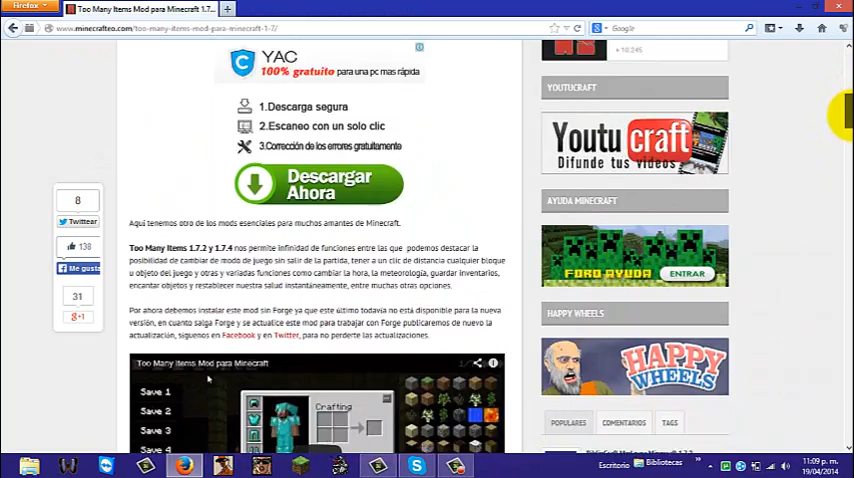 Firefox
Too Many Items Mod para Minecraft 1.7...
www.minecrafteo.com/too-many-items-mod-para-minecraft-1-7/
Google
YAC
100% gratuito para una pc mas rápida
1.Descarga segura
2.Escaneo con un solo clic
3.Corrección de los errores gratuitamente
Descargar
Ahora
8
Twittear
138
Me gusta
31
g+1
Aquí tenemos otro de los mods esenciales para muchos amantes de Minecraft.
Too Many Items 1.7.2 y 1.7.4 nos permite infinidad de funciones entre las que podemos destacar la
posibilidad de cambiar de modo de juego sin salir de la partida, tener a un clic de distancia cualquier bloque
u objeto del juego y otras y variadas funciones como cambiar la hora, la meteorología, guardar inventarios,
encantar objetos y restablecer nuestra salud instantáneamente, entre muchas otras opciones.
Por ahora debemos instalar este mod sin Forge ya que este último todavía no está disponible para la nueva
versión, en cuanto salga Forge y se actualice este mod para trabajar con Forge publicaremos de nuevo la
actualización, síguenos en Facebook y en Twitter, para no perderte las actualizaciones.
Too Many Items Mod para Minecraft
Save 1
Save 2
Save 3
Save 4
Crafting
+ 10.245
YOUTUCRAFT
Youtu craft
Difunde tus videos
AYUDA MINECRAFT
FORO AYUDA
ENTRAR
HAPPY WHEELS
HAPPY
WHEELS
POPULARES
COMENTARIOS
TAGS
Escritorio
Bibliotecas
11:09 p. m.
19/04/2014